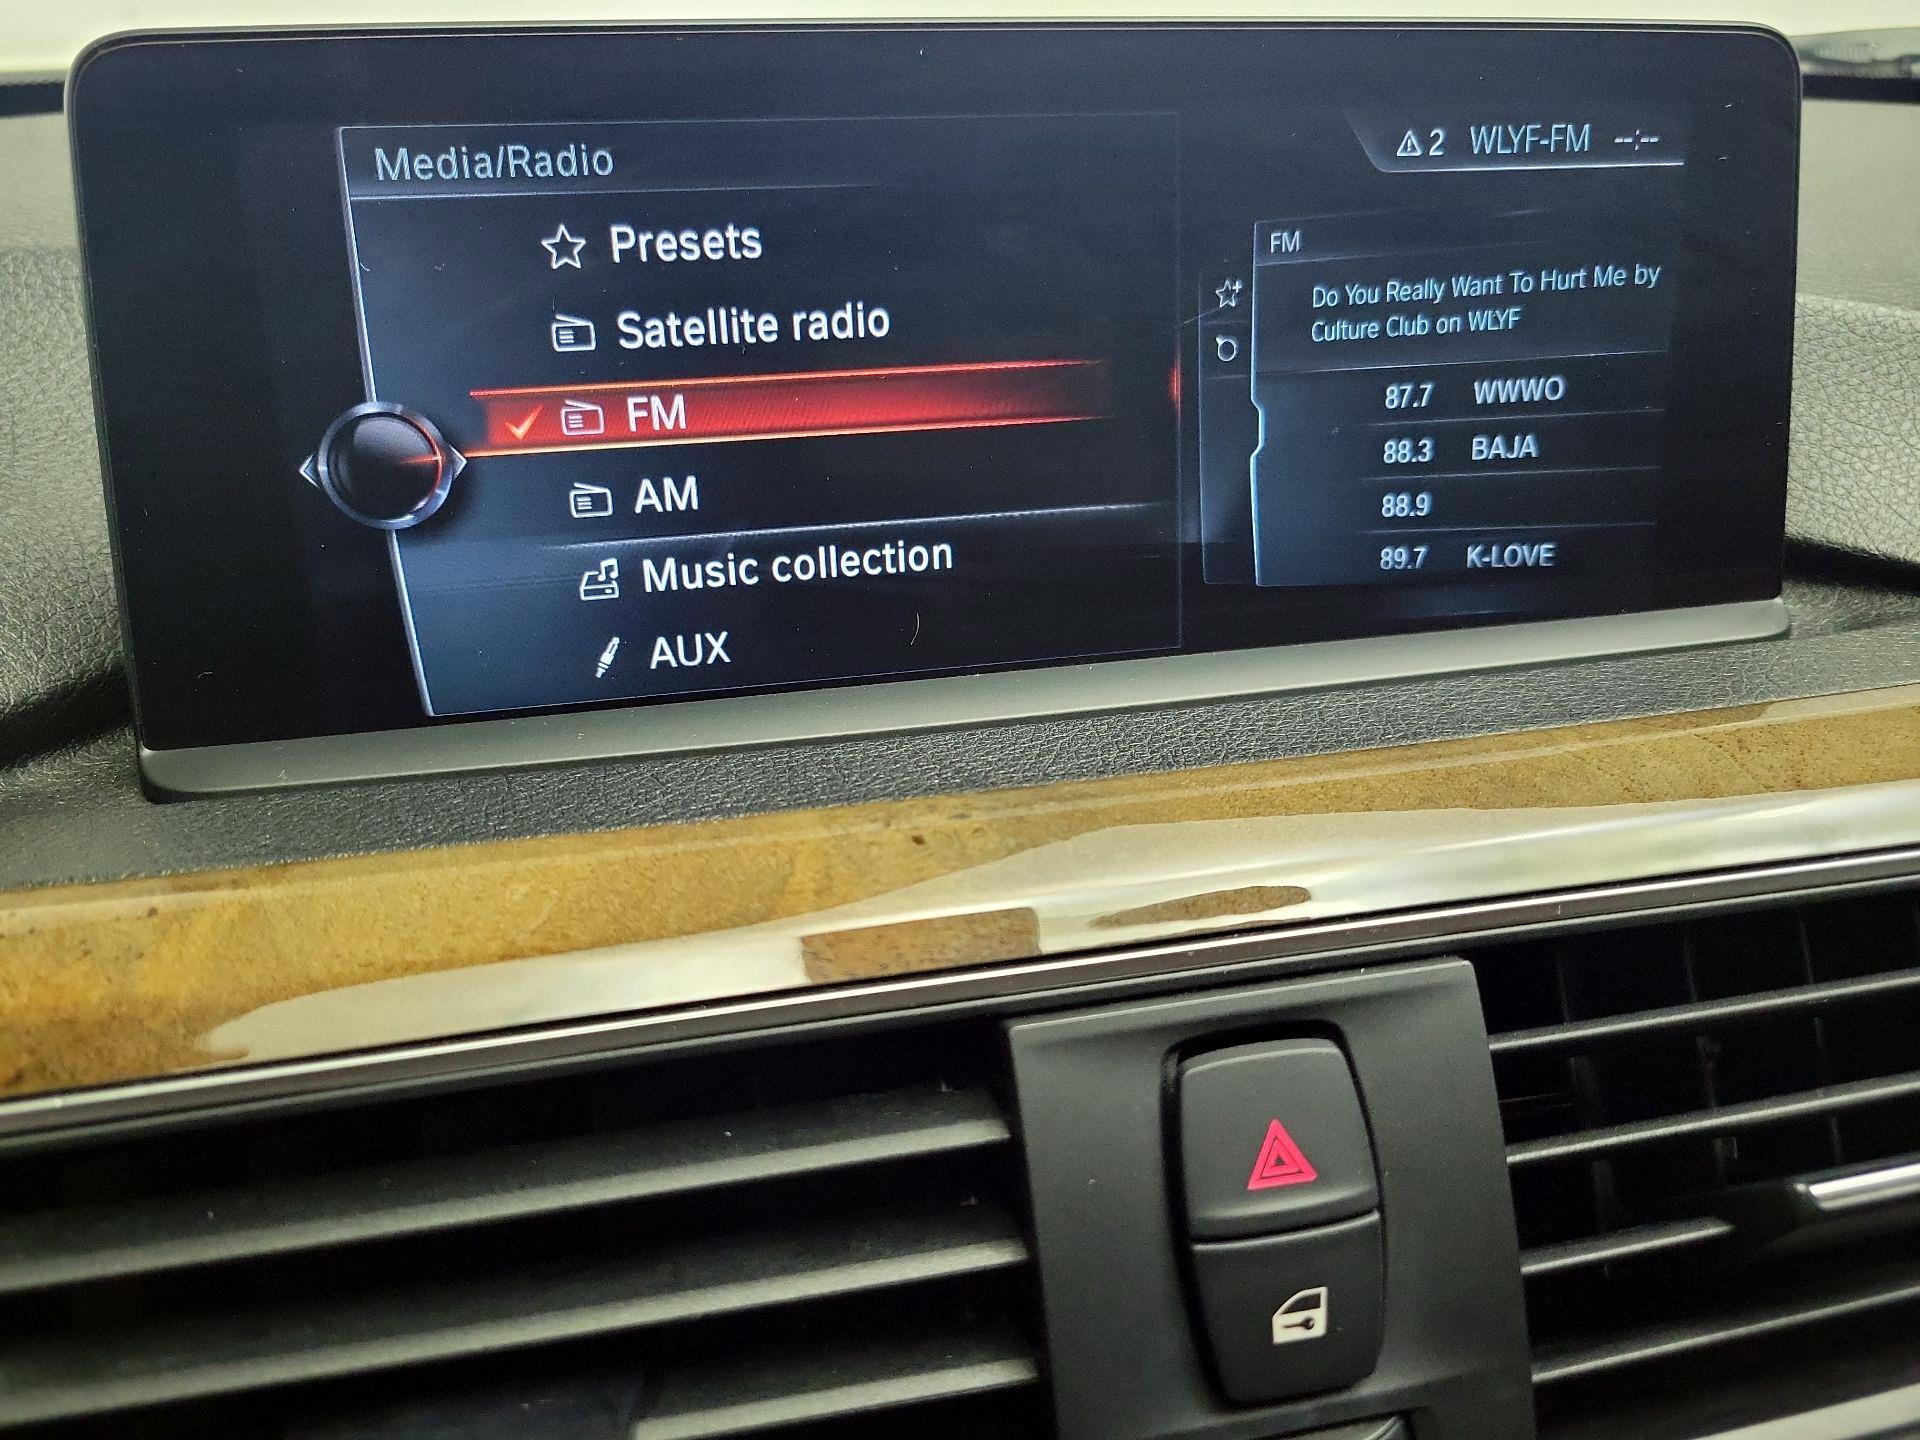 Media/Radio
Presets
Satellite radio
FM
AM
Music collection
AUX
2 WLYF-FM --:--
FM
Do You Really Want To Hurt Me by
Culture Club on WLYF
87.7 WWWO
88.3 BAJA
88.9
89.7 K-LOVE